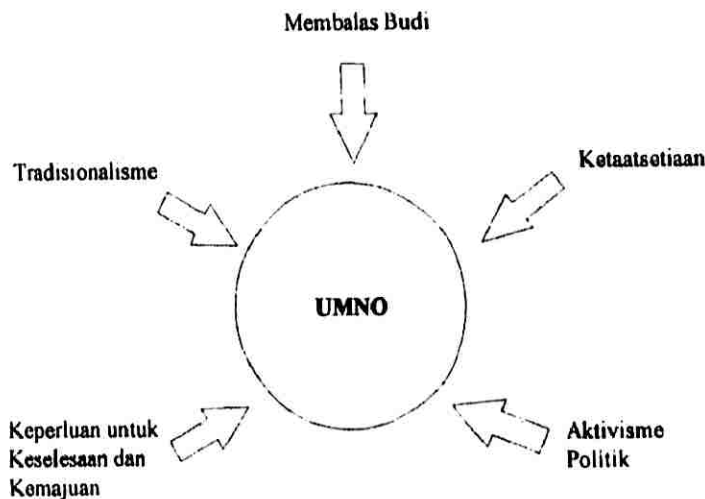 Membalas Budi
Tradisionalisme
Ketaatsetiaan
UMNO
Keperluan untuk
Keselesaan dan
Kemajuan
Aktivisme
Politik